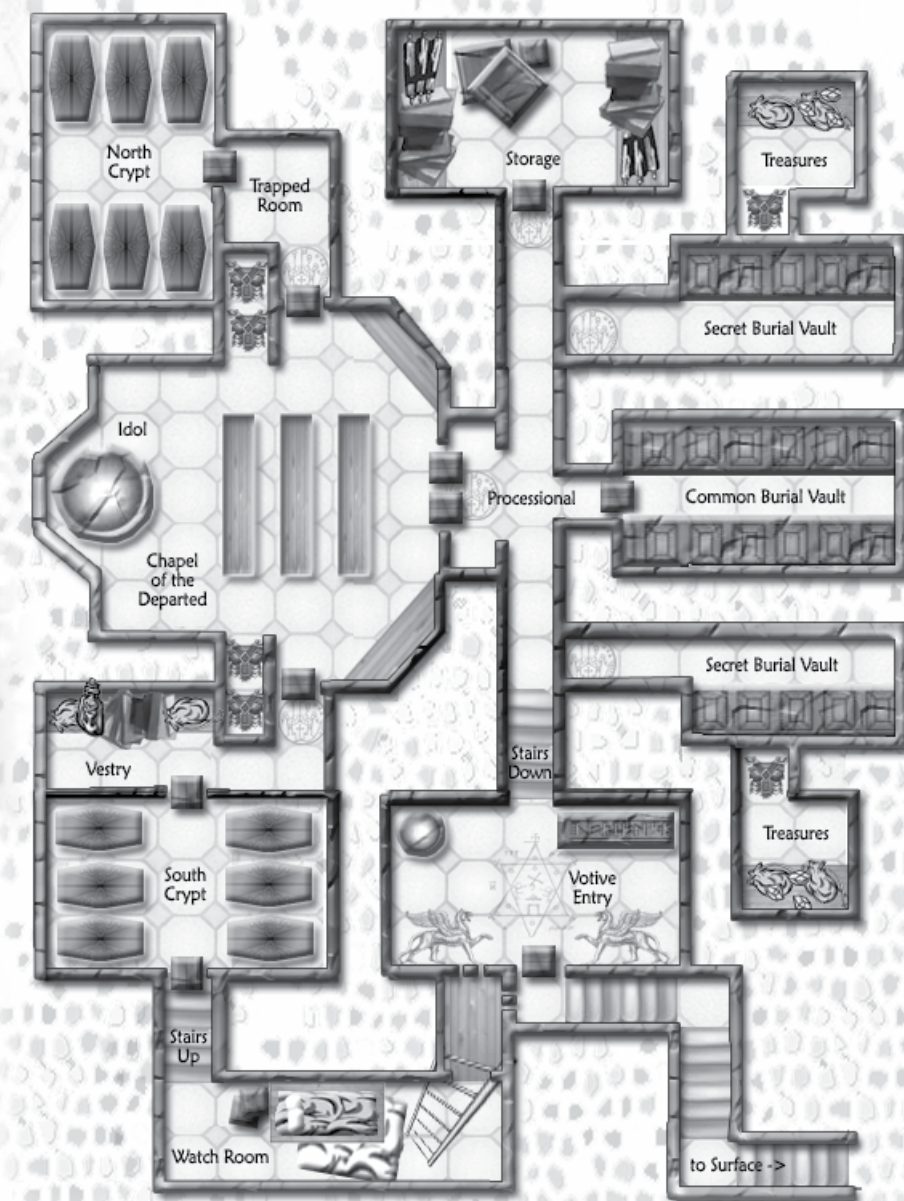 North
Crypt
Trapped
Room
Storage
Treasures
Secret Burial Vault
Idol
Processional
Common Burial Vault
Chapel
of the
Departed
Secret Burial Vault
Vestry
Stairs
Down
Treasures
South
Crypt
Votive
Entry
Stairs
Up
Watch Room
to Surface ->